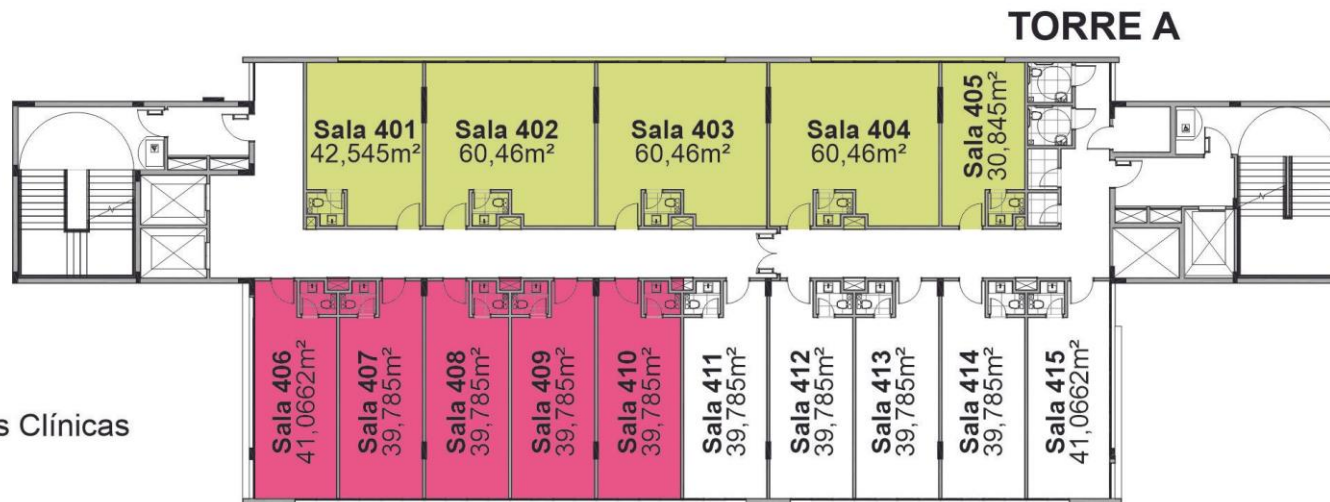 TORRE A
Sala 401
42,545m²
Sala 402
60,46m²
Sala 403
60,46m²
Sala 404
60,46m²
Sala 405
30,845m²
Sala 406
41,0662m²
Sala 407
39,785m²
Sala 408
39,785m²
Sala 409
39,785m²
Sala 410
39,785m²
Sala 411
39,785m²
Sala 412
39,785m²
Sala 413
39,785m²
Sala 414
39,785m²
Sala 415
41,0662m²
s Clínicas